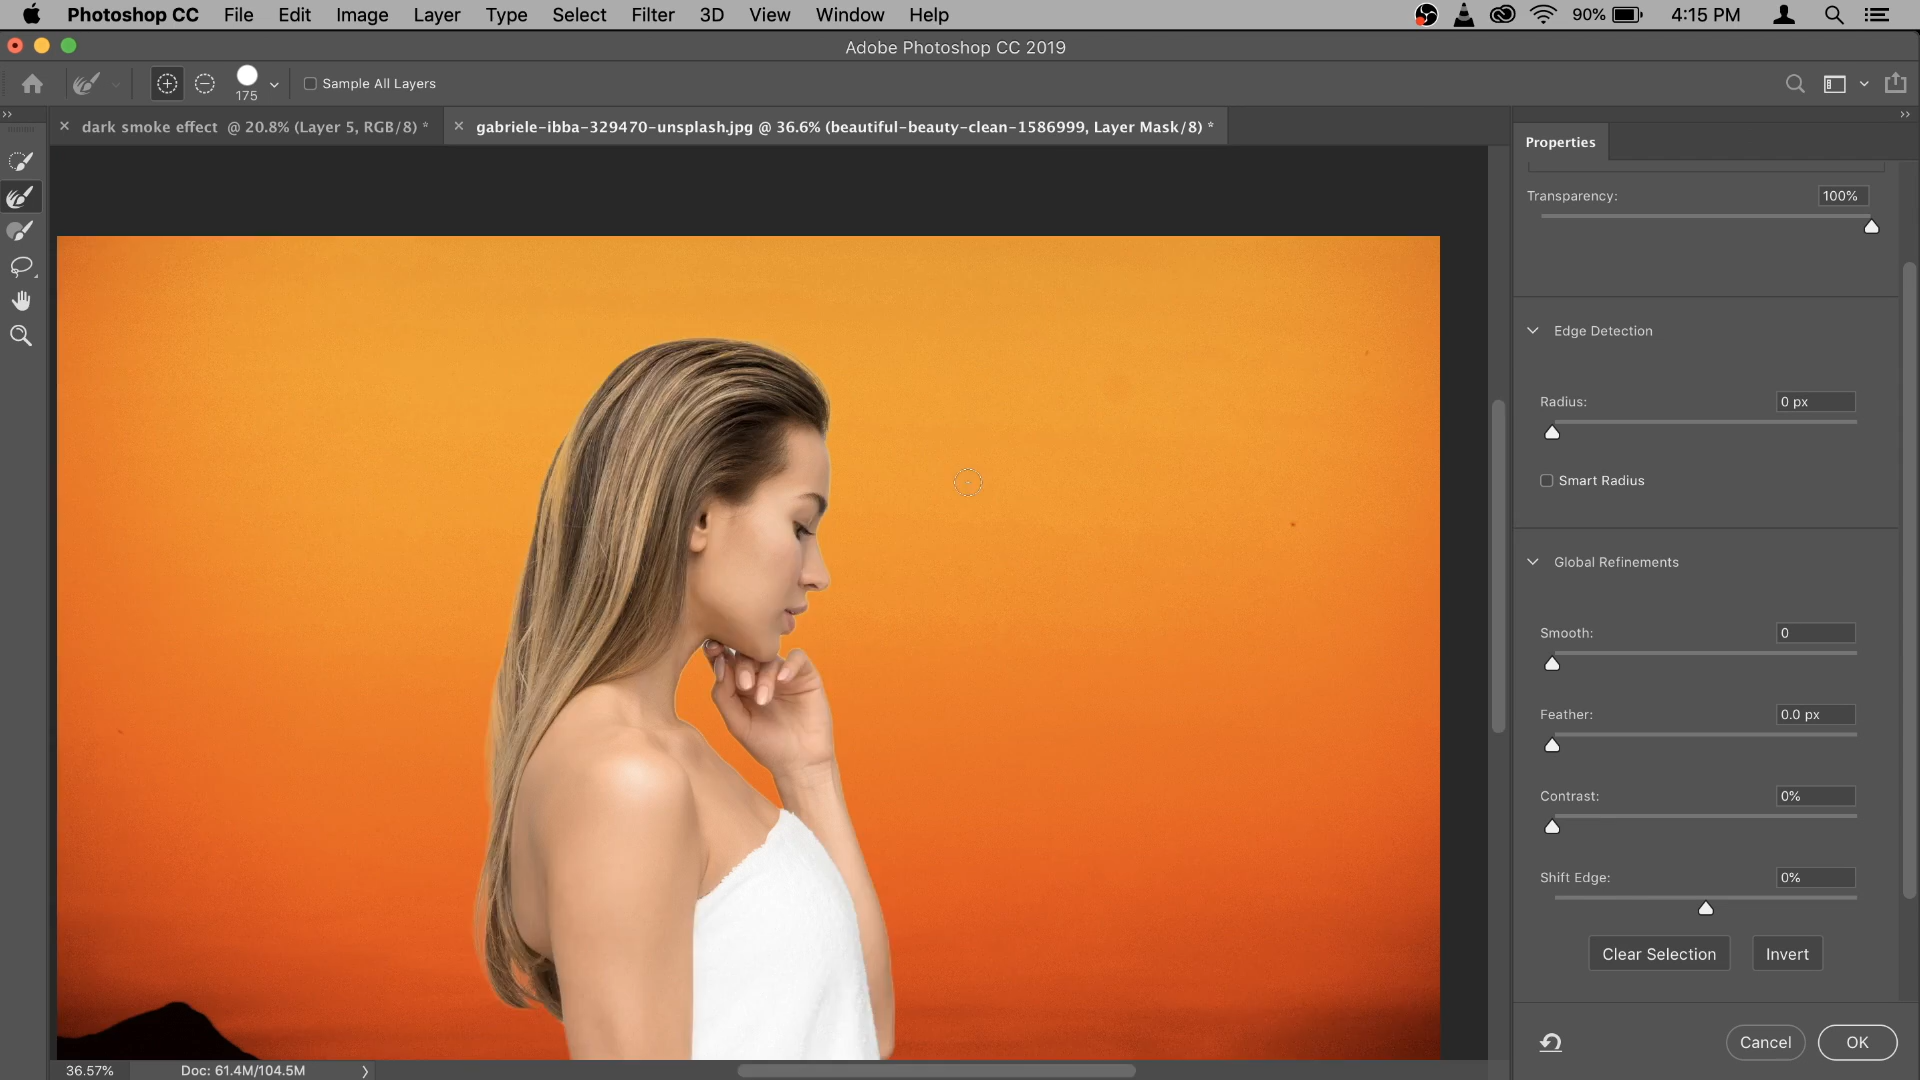 Photoshop CC File Edit Image Layer Type Select Filter 3D View Window Help 90% 4:15 PM
Adobe Photoshop CC 2019
175 Sample All Layers
dark smoke effect @ 20.8% (Layer 5, RGB/8) *
gabriele-ibba-329470-unsplash.jpg @ 36.6% (beautiful-beauty-clean-1586999, Layer Mask/8) *
Properties
Transparency: 100%
Edge Detection
Radius: 0 px
Smart Radius
Global Refinements
Smooth: 0
Feather: 0.0 px
Contrast: 0%
Shift Edge: 0%
Clear Selection Invert
Cancel OK
36.57% Doc: 61.4M/104.5M